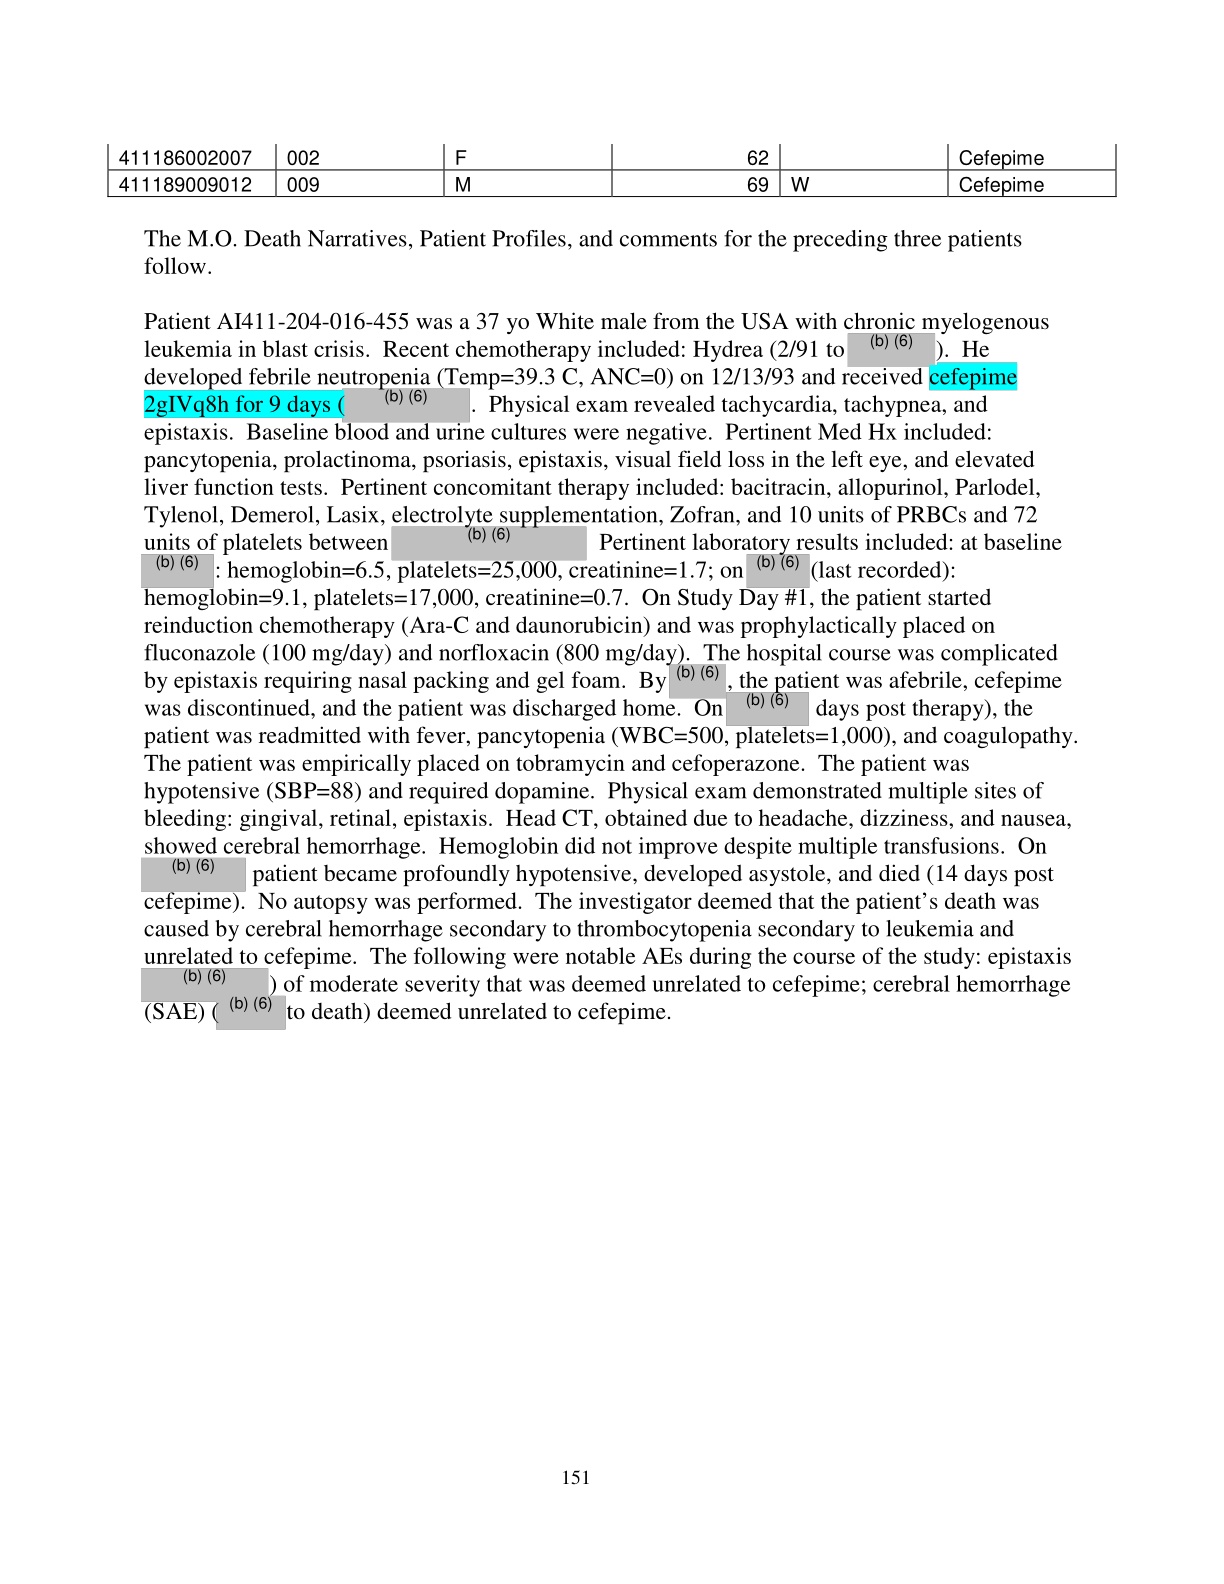 411186002007 002 F 62 Cefepime
411189009012 009 M 69 W Cefepime
The M.O. Death Narratives, Patient Profiles, and comments for the preceding three patients
follow.
Patient AI411-204-016-455 was a 37 yo White male from the USA with chronic myelogenous
leukemia in blast crisis. Recent chemotherapy included: Hydrea (2/91 to (b) (6) ). He
developed febrile neutropenia (Temp=39.3 C, ANC=0) on 12/13/93 and received cefepime
2gIVq8h for 9 days ( (b) (6) . Physical exam revealed tachycardia, tachypnea, and
epistaxis. Baseline blood and urine cultures were negative. Pertinent Med Hx included:
pancytopenia, prolactinoma, psoriasis, epistaxis, visual field loss in the left eye, and elevated
liver function tests. Pertinent concomitant therapy included: bacitracin, allopurinol, Parlodel,
Tylenol, Demerol, Lasix, electrolyte supplementation, Zofran, and 10 units of PRBCs and 72
units of platelets between (b) (6) Pertinent laboratory results included: at baseline
(b) (6) : hemoglobin=6.5, platelets=25,000, creatinine=1.7; on (b) (6) (last recorded):
hemoglobin=9.1, platelets=17,000, creatinine=0.7. On Study Day #1, the patient started
reinduction chemotherapy (Ara-C and daunorubicin) and was prophylactically placed on
fluconazole (100 mg/day) and norfloxacin (800 mg/day). The hospital course was complicated
by epistaxis requiring nasal packing and gel foam. By (b) (6) , the patient was afebrile, cefepime
was discontinued, and the patient was discharged home. On (b) (6) days post therapy), the
patient was readmitted with fever, pancytopenia (WBC=500, platelets=1,000), and coagulopathy.
The patient was empirically placed on tobramycin and cefoperazone. The patient was
hypotensive (SBP=88) and required dopamine. Physical exam demonstrated multiple sites of
bleeding: gingival, retinal, epistaxis. Head CT, obtained due to headache, dizziness, and nausea,
showed cerebral hemorrhage. Hemoglobin did not improve despite multiple transfusions. On
(b) (6) patient became profoundly hypotensive, developed asystole, and died (14 days post
cefepime). No autopsy was performed. The investigator deemed that the patient's death was
caused by cerebral hemorrhage secondary to thrombocytopenia secondary to leukemia and
unrelated to cefepime. The following were notable AEs during the course of the study: epistaxis
(b) (6) ) of moderate severity that was deemed unrelated to cefepime; cerebral hemorrhage
(SAE) ( (b) (6) to death) deemed unrelated to cefepime.
151